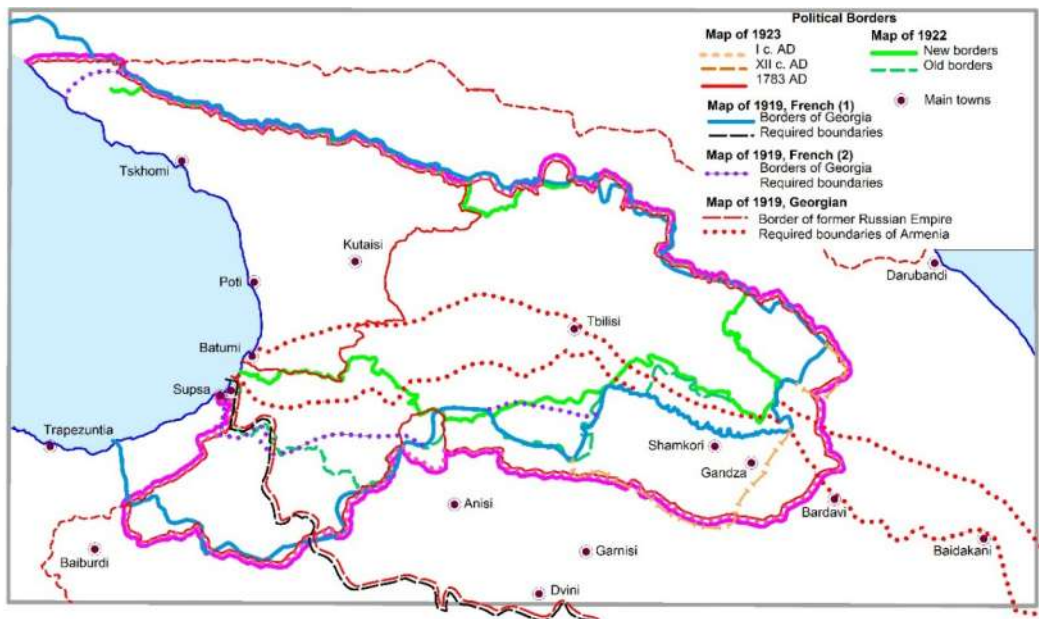 Political Borders
Map of 1923
I c. AD
XII c. AD
1783 AD
Map of 1922
New borders
Old borders
Main towns
Map of 1919, French (1)
Borders of Georgia
Required boundaries
Map of 1919, French (2)
Borders of Georgia
Required boundaries
Map of 1919, Georgian
Border of former Russian Empire
Required boundaries of Armenia
Tskhomi
Kutaisi
Darubandi
Poti
Tbilisi
Batumi
Supsa
Trapezuntia
Shamkori
Gandza
Anisi
Bardavi
Baiburdi
Garnisi
Baidakani
Dvini